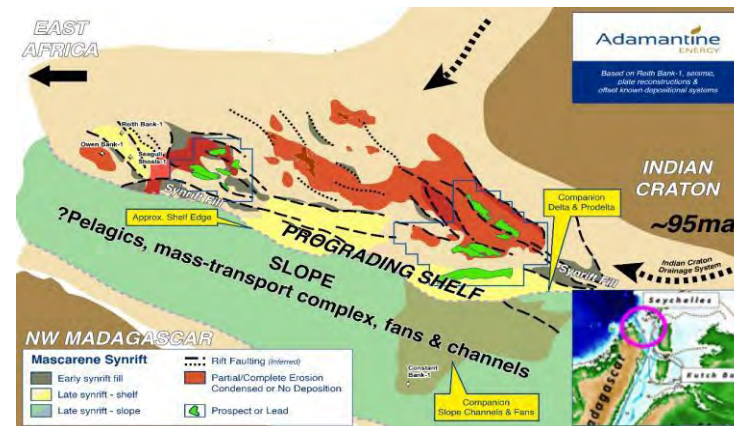 EAST
AFRICA
Adamantine
ENERGY
Based on Reith Bank-1, seismic,
plate reconstructions &
offset known depositional systems
Reith Bank-1
Owen Bank-1
Seagull
Shoals-1
INDIAN
CRATON
~95ma
Companion
Delta & Prodelta
Synrift Fill
Approx. Shelf Edge
PROGRADING SHELF
Synrift Fill
Indian Craton
Drainage System
SLOPE
?Pelagics, mass-transport complex, fans & channels
NW MADAGASCAR
Mascarene Synrift
Early synrift fill
Late synrift - shelf
Late synrift - slope
Rift Faulting (Inferred)
Partial/Complete Erosion
Condensed or No Deposition
Prospect or Lead
Constant
Bank-1
Companion
Slope Channels & Fans
Seychelles
Kutch